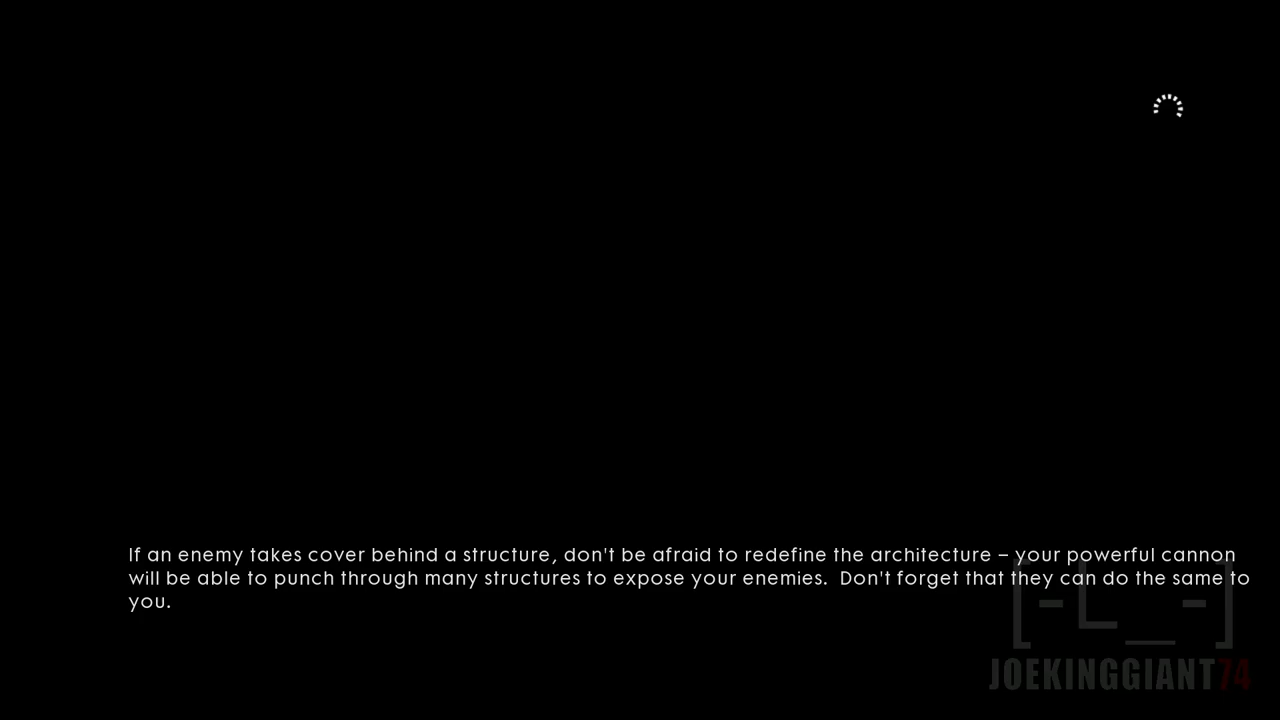 If an enemy takes cover behind a structure, don't be afraid to redefine the architecture – your powerful cannon
will be able to punch through many structures to expose your enemies.  Don't forget that they can do the same to
you.
[-L__-]
JOEKINGGIANT74